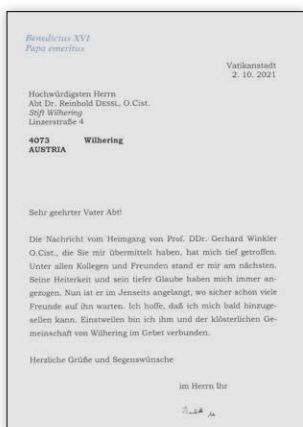 Benedictus XVI
Papa emeritus
Vatikanstadt
2. 10. 2021
Hochwürdigsten Herrn
Abt Dr. Reinhold DESSL, O.Cist.
Stift Wilhering
Linzerstraße 4
4073 Wilhering
AUSTRIA
Sehr geehrter Vater Abt!
Die Nachricht vom Heimgang von Prof. DDr. Gerhard Winkler
O.Cist., die Sie mir übermittelt haben, hat mich tief getroffen.
Unter allen Kollegen und Freunden stand er mir am nächsten.
Seine Heiterkeit und sein tiefer Glaube haben mich immer an-
gezogen. Nun ist er im Jenseits angelangt, wo sicher schon viele
Freunde auf ihn warten. Ich hoffe, daß ich mich bald hinzuge-
sellen kann. Einstweilen bin ich ihm und der klösterlichen Ge-
meinschaft von Wilhering im Gebet verbunden.
Herzliche Grüße und Segenswünsche
im Herrn Ihr